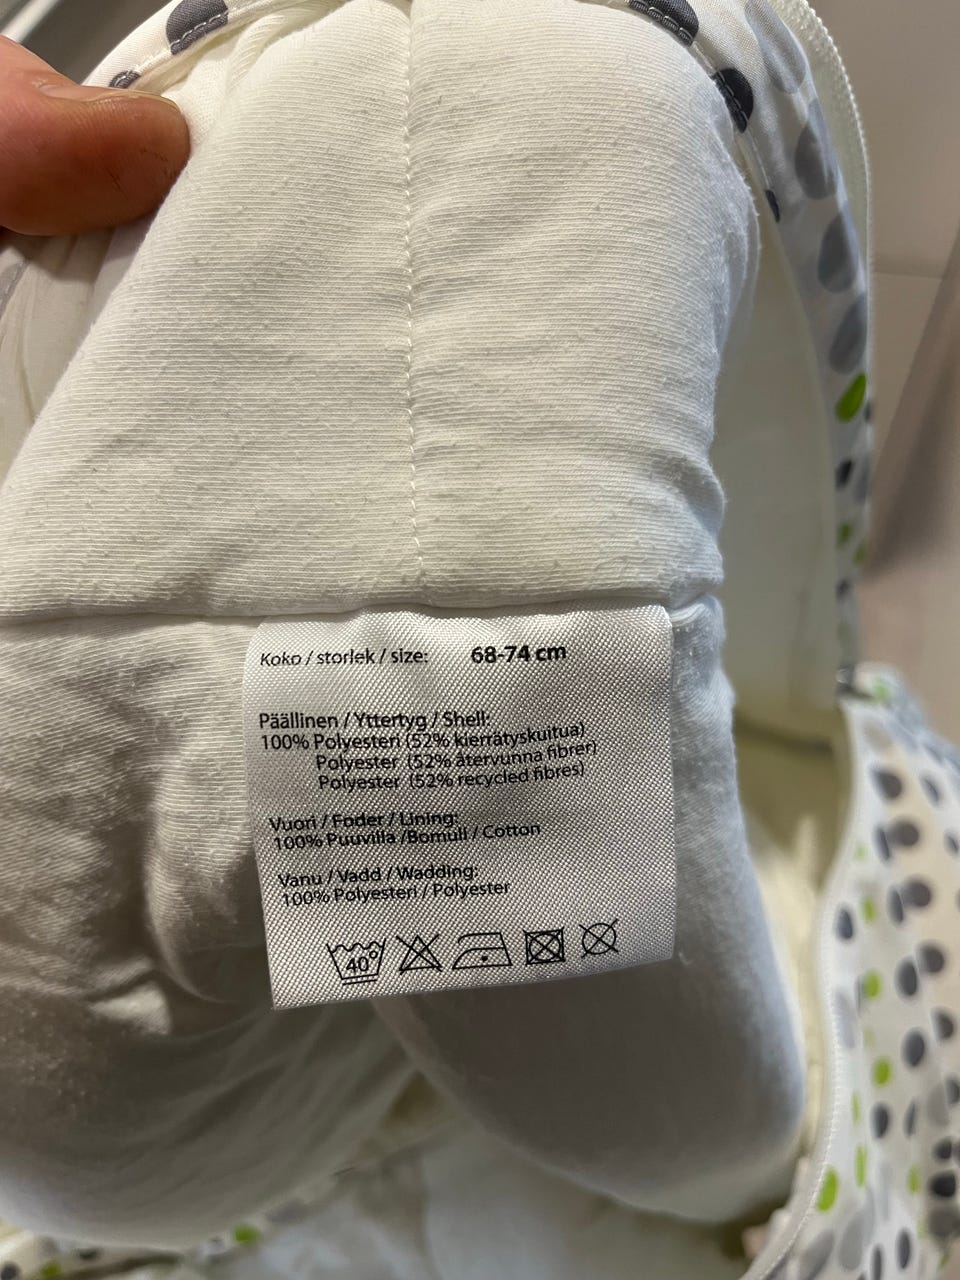 Koko / storlek / size: 68-74 cm
Päällinen / Yttertyg / Shell:
100% Polyesteri (52% kierrätyskuitua)
Polyester (52% återvunna fibrer)
Polyester (52% recycled fibres)
Vuori / Foder / Lining:
100% Puuvilla /Bomull / Cotton
Vanu / Vadd / Wadding:
100% Polyesteri / Polyester
40°